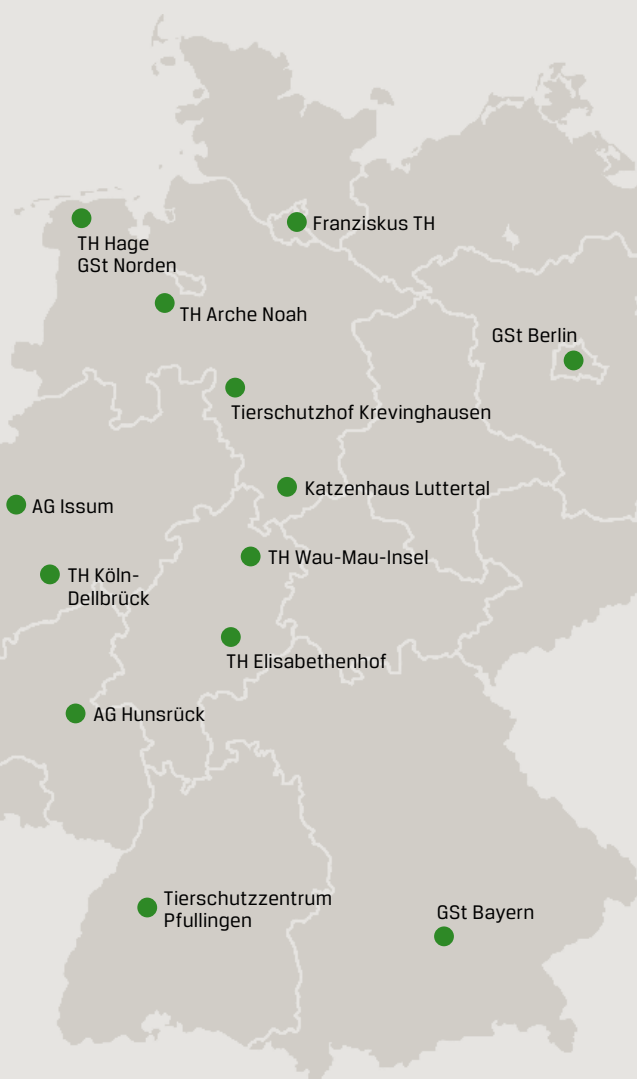 Franziskus TH
TH Hage
GSt Norden
TH Arche Noah
GSt Berlin
Tierschutzhof Krevinghausen
Katzenhaus Luttertal
AG Issum
TH Wau-Mau-Insel
TH Köln-
Dellbrück
TH Elisabethenhof
AG Hunsrück
Tierschutzzentrum
Pfullingen
GSt Bayern